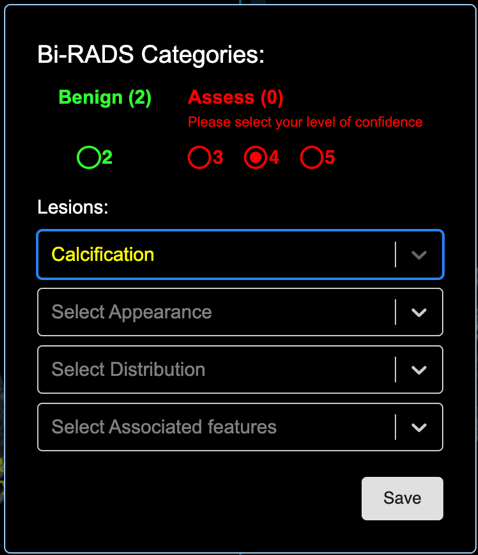 Bi-RADS Categories:
Benign (2) Assess (0)
Please select your level of confidence
2 3 4 5
Lesions:
Calcification
Select Appearance
Select Distribution
Select Associated features
Save